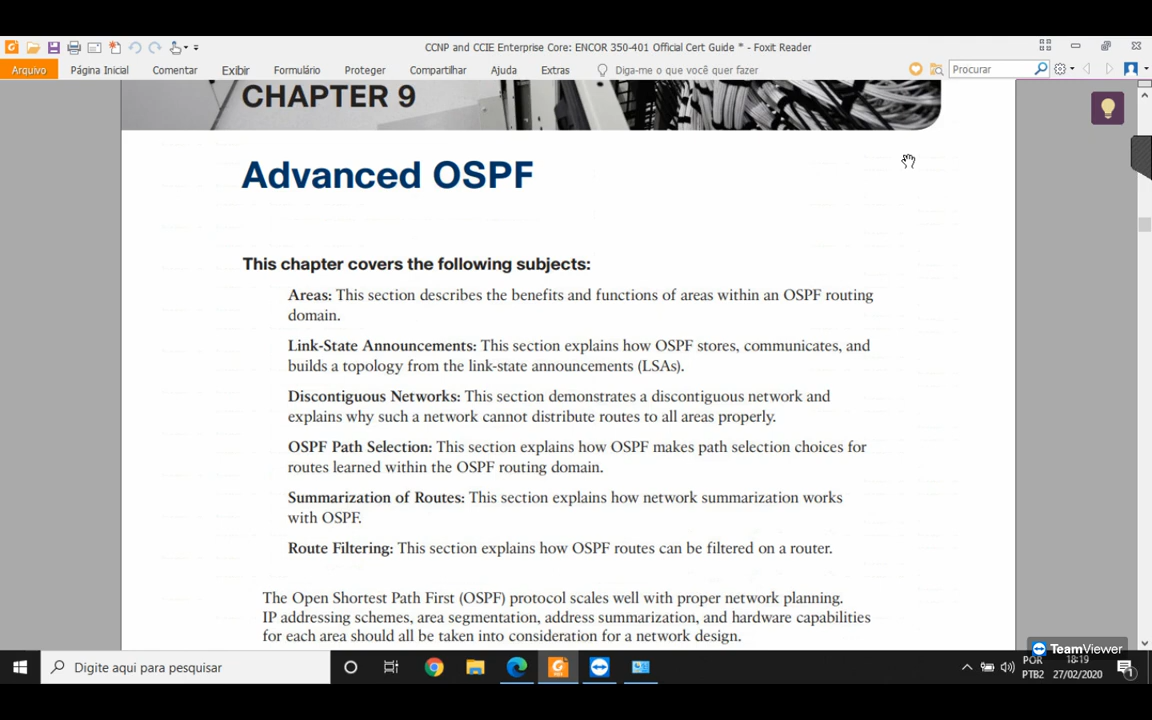 CCNP and CCIE Enterprise Core: ENCOR 350-401 Official Cert Guide * - Foxit Reader
Arquivo Página Inicial Comentar Exibir Formulário Proteger Compartilhar Ajuda Extras Diga-me o que você quer fazer Procurar
CHAPTER 9
Advanced OSPF
This chapter covers the following subjects:
Areas: This section describes the benefits and functions of areas within an OSPF routing
domain.
Link-State Announcements: This section explains how OSPF stores, communicates, and
builds a topology from the link-state announcements (LSAs).
Discontiguous Networks: This section demonstrates a discontiguous network and
explains why such a network cannot distribute routes to all areas properly.
OSPF Path Selection: This section explains how OSPF makes path selection choices for
routes learned within the OSPF routing domain.
Summarization of Routes: This section explains how network summarization works
with OSPF.
Route Filtering: This section explains how OSPF routes can be filtered on a router.
The Open Shortest Path First (OSPF) protocol scales well with proper network planning.
IP addressing schemes, area segmentation, address summarization, and hardware capabilities
for each area should all be taken into consideration for a network design.
TeamViewer
Digite aqui para pesquisar
POR 18:19
PTB2 27/02/2020
1